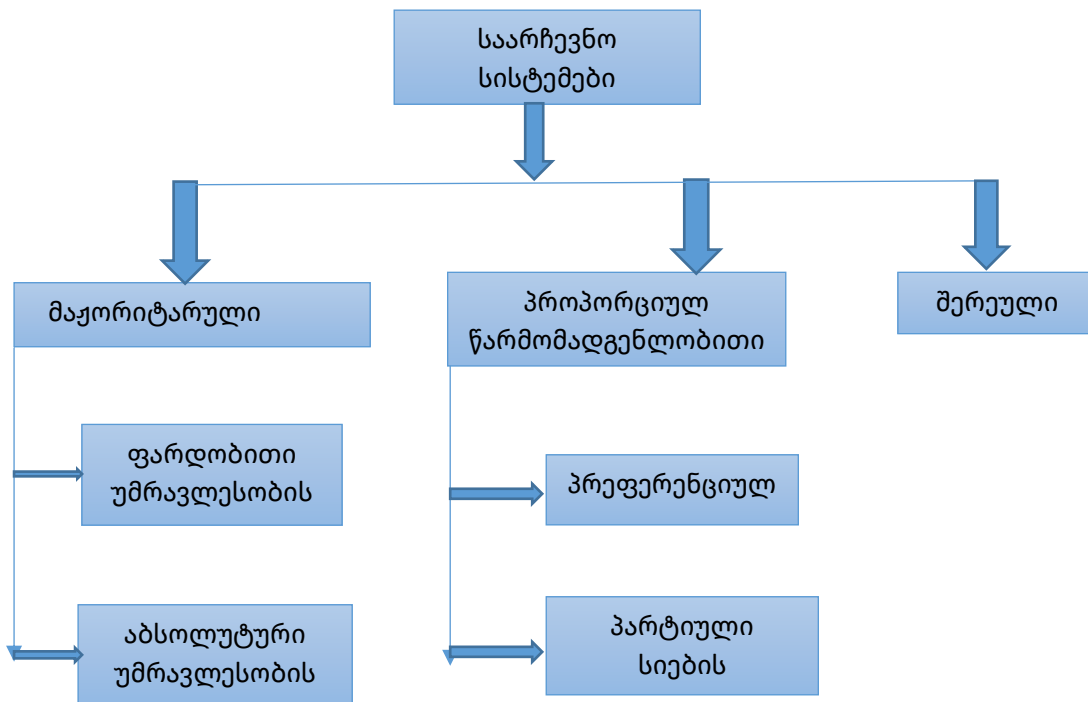 საარჩევნო
სისტემები
მაჟორიტარული
პროპორციულ
წარმომადგენლობითი
შერეული
ფარდობითი
უმრავლესობის
პრეფერენციულ
აბსოლუტური
უმრავლესობის
პარტიული
სიების